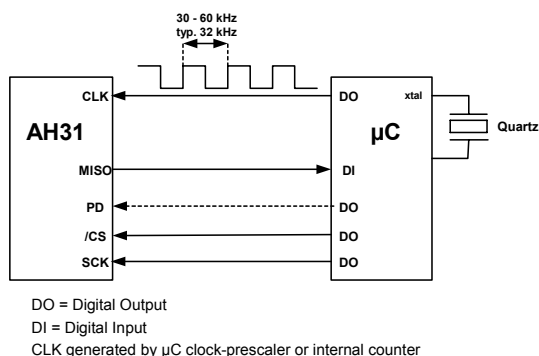 30 - 60 kHz
typ. 32 kHz
CLK
DO
xtal
AH31
µC
Quartz
MISO
DI
PD
DO
/CS
DO
SCK
DO
DO = Digital Output
DI = Digital Input
CLK generated by µC clock-prescaler or internal counter